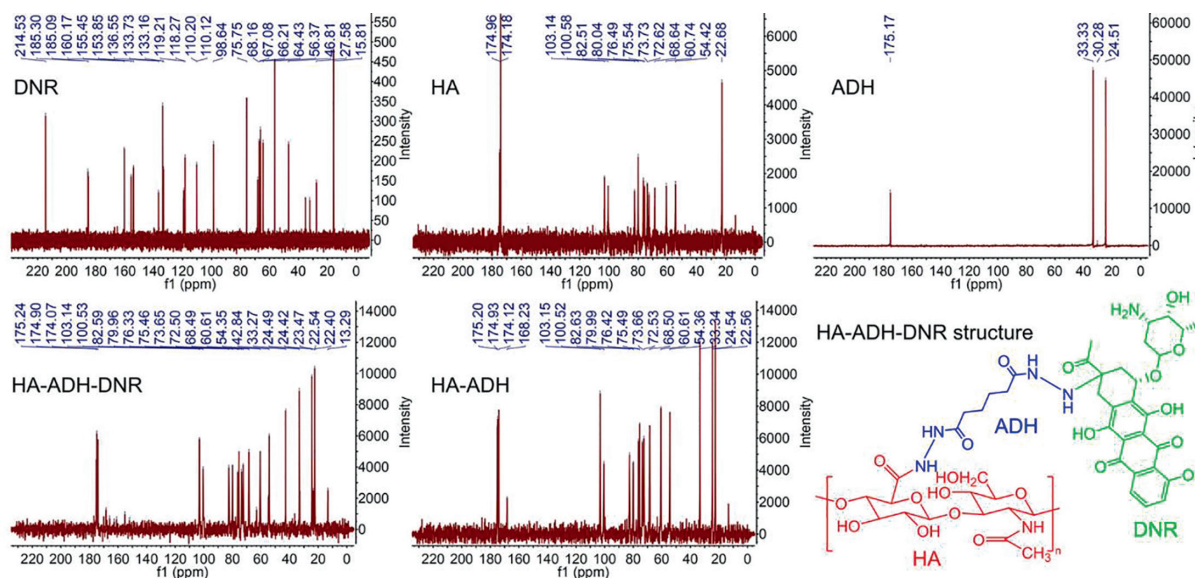 214.53
185.30
185.09
160.17
155.45
153.85
136.55
133.73
133.16
119.21
118.27
110.20
110.12
98.64
75.75
68.16
67.08
66.21
64.43
56.37
46.81
27.58
15.81
DNR
550
500
450
400
350
300
250
200
150
100
50
0
Intensity
220 200 180 160 140 120 100 80 60 40 20 0
f1 (ppm)
174.96
174.18
103.14
100.58
82.51
80.04
76.49
75.54
73.73
72.62
68.64
60.74
54.42
22.68
HA
6000
5000
4000
3000
2000
1000
0
Intensity
220 180 140 100 80 60 40 20 0
f1 (ppm)
175.17
33.33
30.28
24.51
ADH
60000
50000
40000
30000
20000
10000
0
Intensity
220 180 140 100 80 60 40 20 0
f1 (ppm)
175.24
174.90
174.07
103.14
100.53
82.59
79.96
76.33
75.46
73.65
72.50
68.49
60.61
54.35
42.84
33.27
24.49
24.42
23.47
22.54
22.40
13.29
HA-ADH-DNR
14000
12000
10000
8000
6000
4000
2000
0
Intensity
220 180 140 100 80 60 40 20 0
f1 (ppm)
175.20
174.93
174.12
168.23
103.15
100.52
82.63
79.99
76.42
75.49
73.66
72.53
68.50
60.61
54.36
33.34
24.54
22.56
HA-ADH
12000
10000
8000
6000
4000
2000
0
Intensity
220 180 140 100 80 60 40 20 0
f1 (ppm)
HA-ADH-DNR structure
OH
H₂N
O
O
O
O
H
N
N
H
OH
OH
O
O
O
NH
HN
O
ADH
DNR
O
NH
HOH₂C
HO
O
O
O
O
HO
OH
O
NH
O
CH₃
n
HA